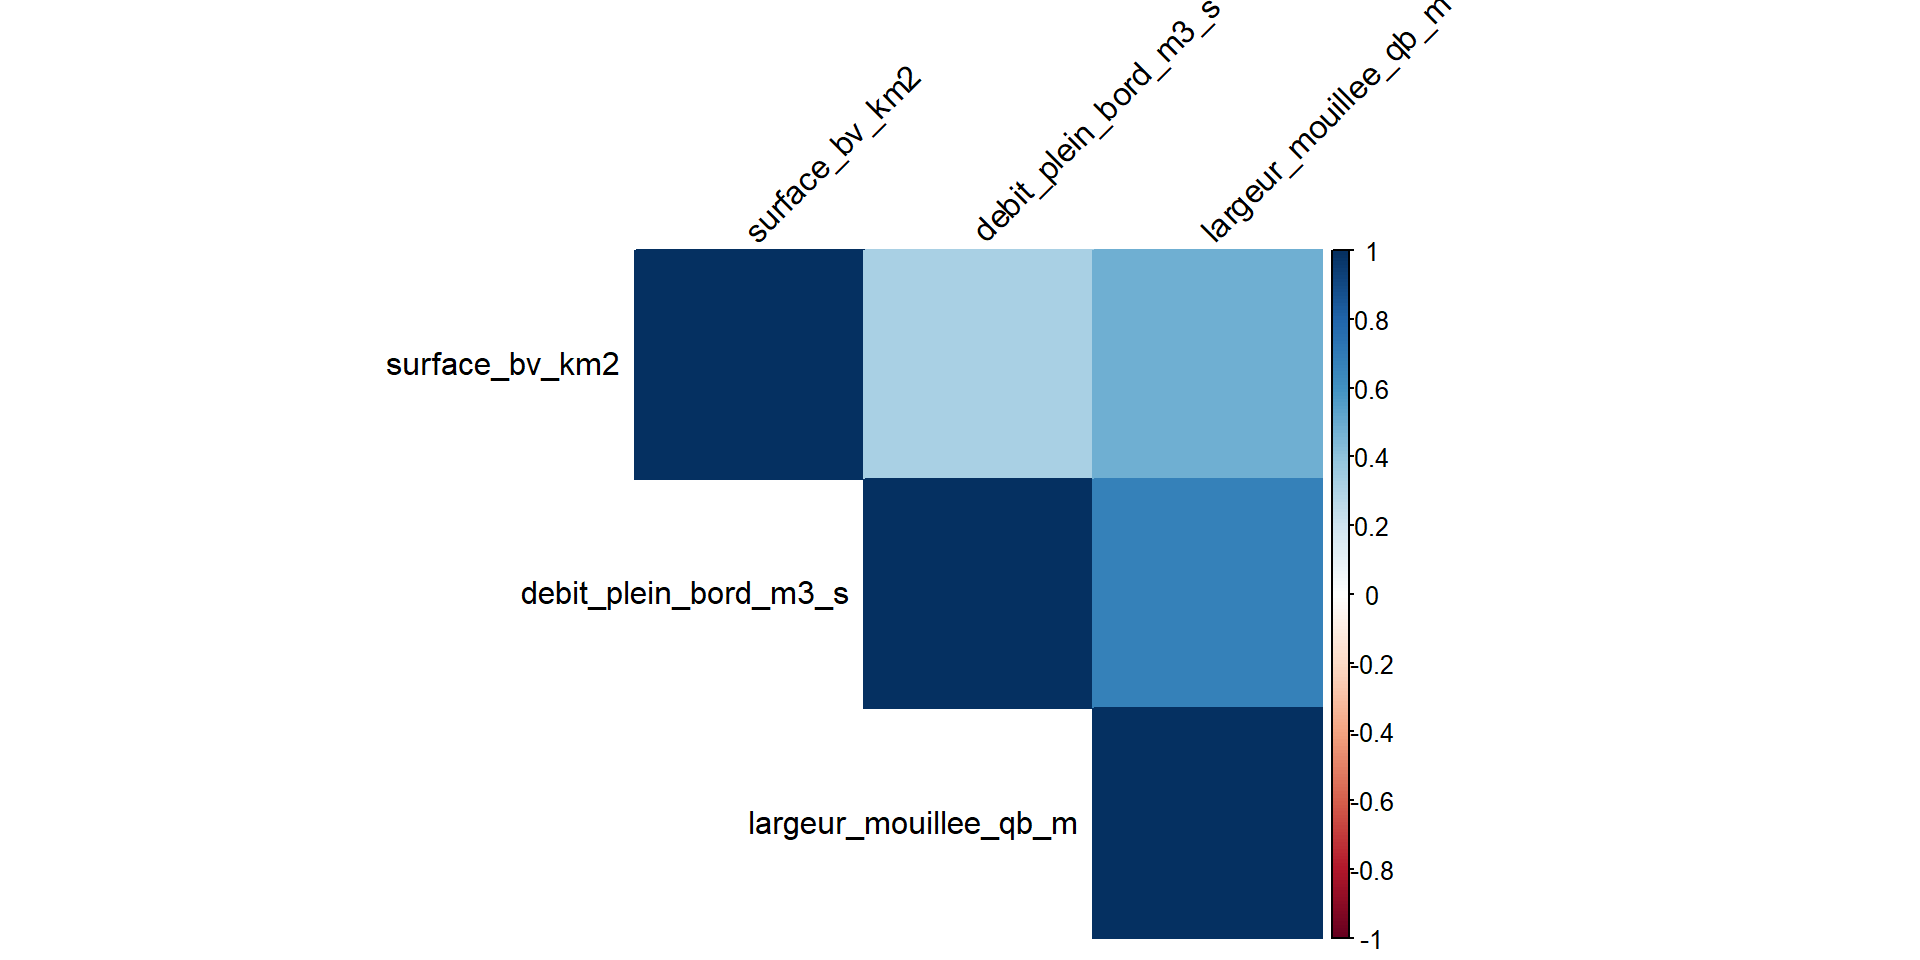 surface_bv_km2
debit_plein_bord_m3_s
largeur_mouillee_qb_m
surface_bv_km2
debit_plein_bord_m3_s
largeur_mouillee_qb_m
1
0.8
0.6
0.4
0.2
0
-0.2
-0.4
-0.6
-0.8
-1